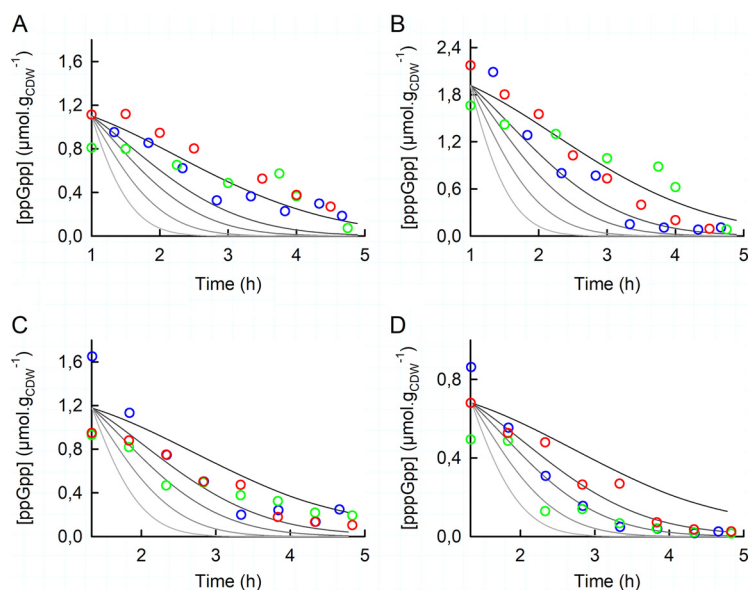 A
[ppGpp] (µmol.gCDW⁻¹)
1,6
1,2
0,8
0,4
0,0
1 2 3 4 5
Time (h)
B
[pppGpp] (µmol.gCDW⁻¹)
2,4
1,8
1,2
0,6
0,0
1 2 3 4 5
Time (h)
C
[ppGpp] (µmol.gCDW⁻¹)
1,6
1,2
0,8
0,4
0,0
2 3 4 5
Time (h)
D
[pppGpp] (µmol.gCDW⁻¹)
0,8
0,4
0,0
2 3 4 5
Time (h)